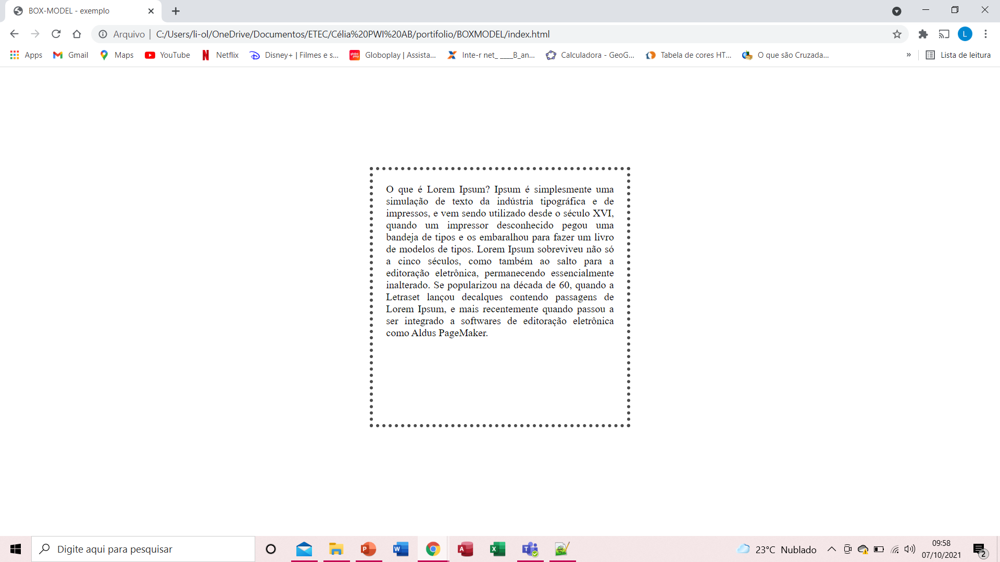 BOX-MODEL - exemplo
Arquivo | C:/Users/li-ol/OneDrive/Documentos/ETEC/Célia%20PWI%20AB/portifolio/BOXMODEL/index.html
L
Apps Gmail Maps YouTube Netflix Disney+ | Filmes e s... globo play Globoplay | Assista... Inte-r net_ ____B_an... Calculadora - GeoG... Tabela de cores HT... O que são Cruzada... » Lista de leitura
O que é Lorem Ipsum? Ipsum é simplesmente uma
simulação de texto da indústria tipográfica e de
impressos, e vem sendo utilizado desde o século XVI,
quando um impressor desconhecido pegou uma
bandeja de tipos e os embaralhou para fazer um livro
de modelos de tipos. Lorem Ipsum sobreviveu não só
a cinco séculos, como também ao salto para a
editoração eletrônica, permanecendo essencialmente
inalterado. Se popularizou na década de 60, quando a
Letraset lançou decalques contendo passagens de
Lorem Ipsum, e mais recentemente quando passou a
ser integrado a softwares de editoração eletrônica
como Aldus PageMaker.
Digite aqui para pesquisar
P W A X T
23°C Nublado
09:58
07/10/2021
2